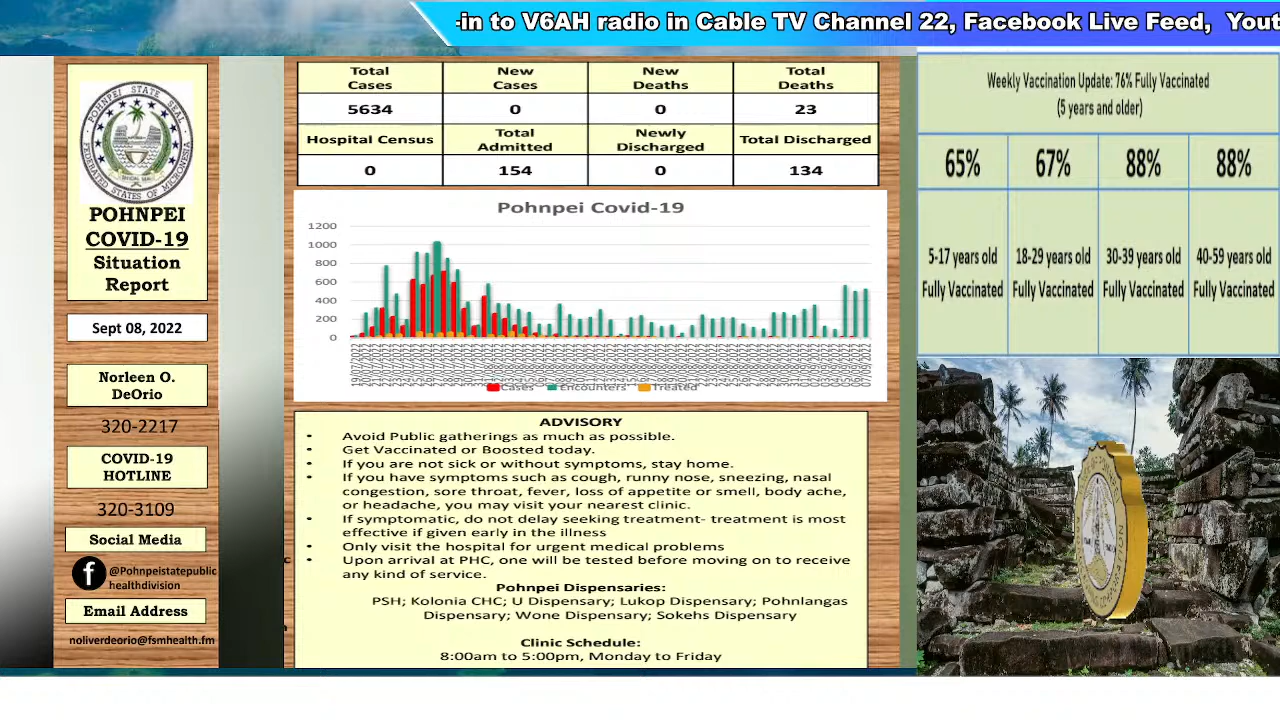 -in to V6AH radio in Cable TV Channel 22, Facebook Live Feed, Yout
POHNPEI STATE SEAL
FEDERATED STATES OF MICRONESIA
POHNPEI
COVID-19
Situation
Report
Sept 08, 2022
Norleen O.
DeOrio
320-2217
COVID-19
HOTLINE
320-3109
Social Media
@Pohnpeistatepublic
healthdivision
Email Address
noliverdeorio@fsmhealth.fm
Total Cases New Cases New Deaths Total Deaths
5634 0 0 23
Hospital Census Total Admitted Newly Discharged Total Discharged
0 154 0 134
Pohnpei Covid-19
1200
1000
800
600
400
200
0
Cases Encounters Treated
ADVISORY
• Avoid Public gatherings as much as possible.
• Get Vaccinated or Boosted today.
• If you are not sick or without symptoms, stay home.
• If you have symptoms such as cough, runny nose, sneezing, nasal
congestion, sore throat, fever, loss of appetite or smell, body ache,
or headache, you may visit your nearest clinic.
• If symptomatic, do not delay seeking treatment- treatment is most
effective if given early in the illness
• Only visit the hospital for urgent medical problems
• Upon arrival at PHC, one will be tested before moving on to receive
any kind of service.
Pohnpei Dispensaries:
PSH; Kolonia CHC; U Dispensary; Lukop Dispensary; Pohnlangas
Dispensary; Wone Dispensary; Sokehs Dispensary
Clinic Schedule:
8:00am to 5:00pm, Monday to Friday
Weekly Vaccination Update: 76% Fully Vaccinated
(5 years and older)
65% 67% 88% 88%
5-17 years old 18-29 years old 30-39 years old 40-59 years old
Fully Vaccinated Fully Vaccinated Fully Vaccinated Fully Vaccinated